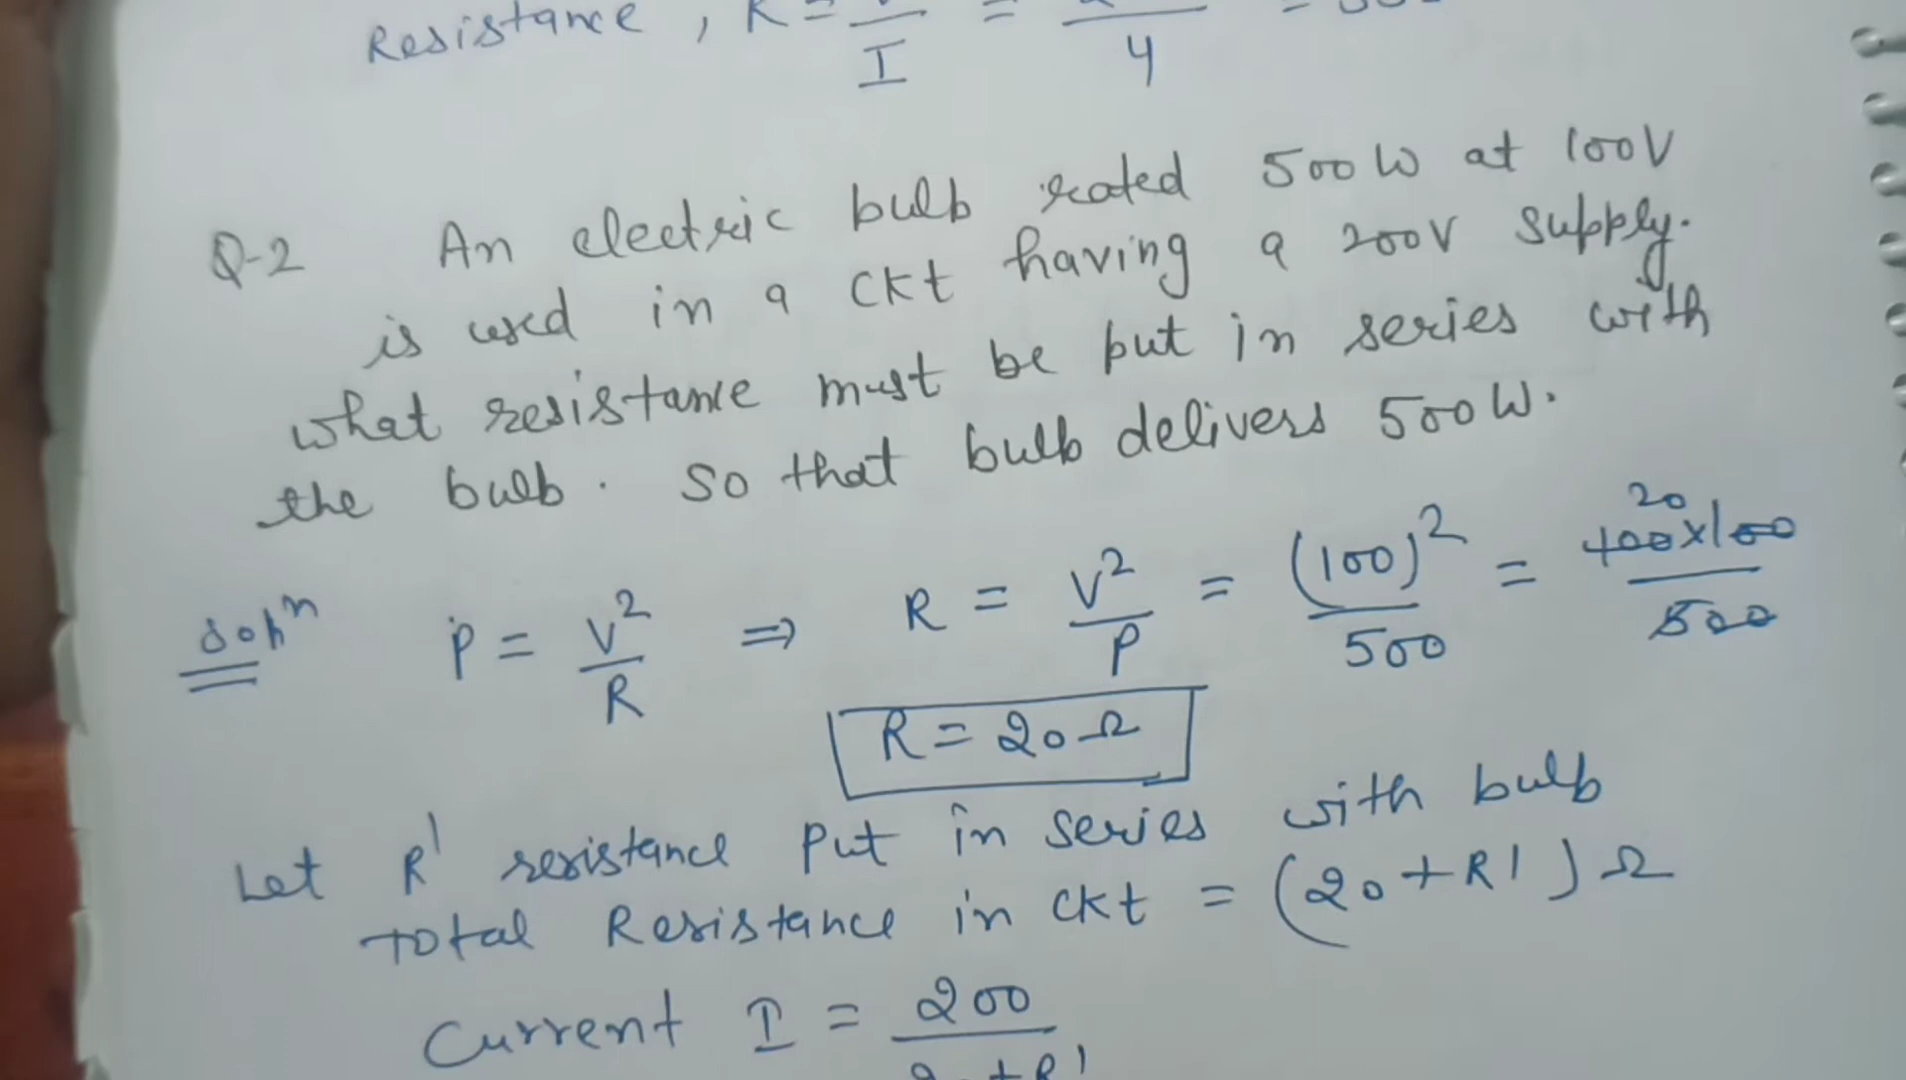 Resistance, R = — = — =
I 4
Q-2 An electric bulb rated 500W at 100V
is used in a ckt having a 200V supply.
what resistance must be put in series with
the bulb. So that bulb delivers 500W.
Soln P = V²/R ⇒ R = V²/P = (100)²/500 = 20 100×100/500
R = 20Ω
Let R' resistance Put in series with bulb
Total Resistance in ckt = (20+R')Ω
Current I = 200/
+R'